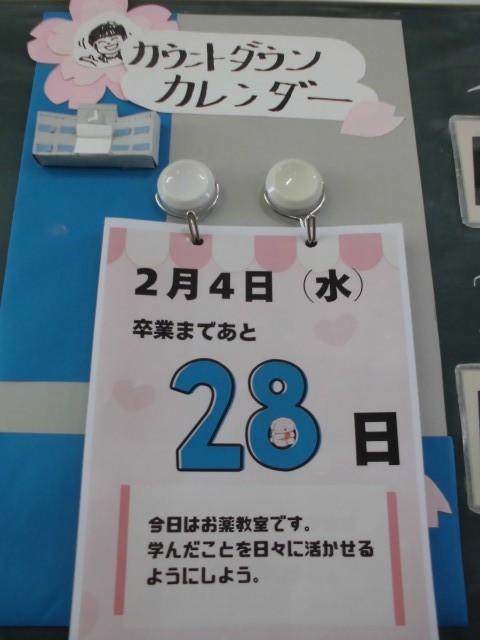 カウントダウン
カレンダー
２月４日（水）
卒業まであと
28日
今日はお薬教室です。
学んだことを日々に活かせる
ようにしよう。